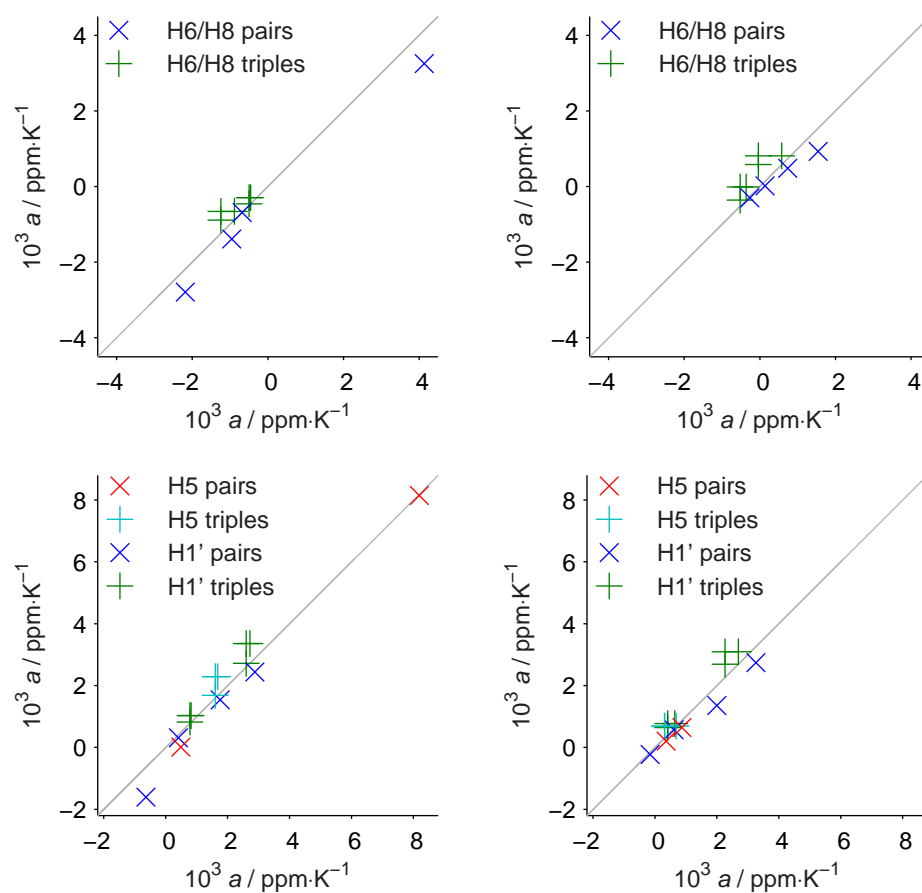 4
2
0
−2
−4
10³ a / ppm·K⁻¹
H6/H8 pairs
H6/H8 triples
−4 −2 0 2 4
10³ a / ppm·K⁻¹
4
2
0
−2
−4
10³ a / ppm·K⁻¹
H6/H8 pairs
H6/H8 triples
−4 −2 0 2 4
10³ a / ppm·K⁻¹
8
6
4
2
0
−2
10³ a / ppm·K⁻¹
H5 pairs
H5 triples
H1’ pairs
H1’ triples
−2 0 2 4 6 8
10³ a / ppm·K⁻¹
8
6
4
2
0
−2
10³ a / ppm·K⁻¹
H5 pairs
H5 triples
H1’ pairs
H1’ triples
−2 0 2 4 6 8
10³ a / ppm·K⁻¹